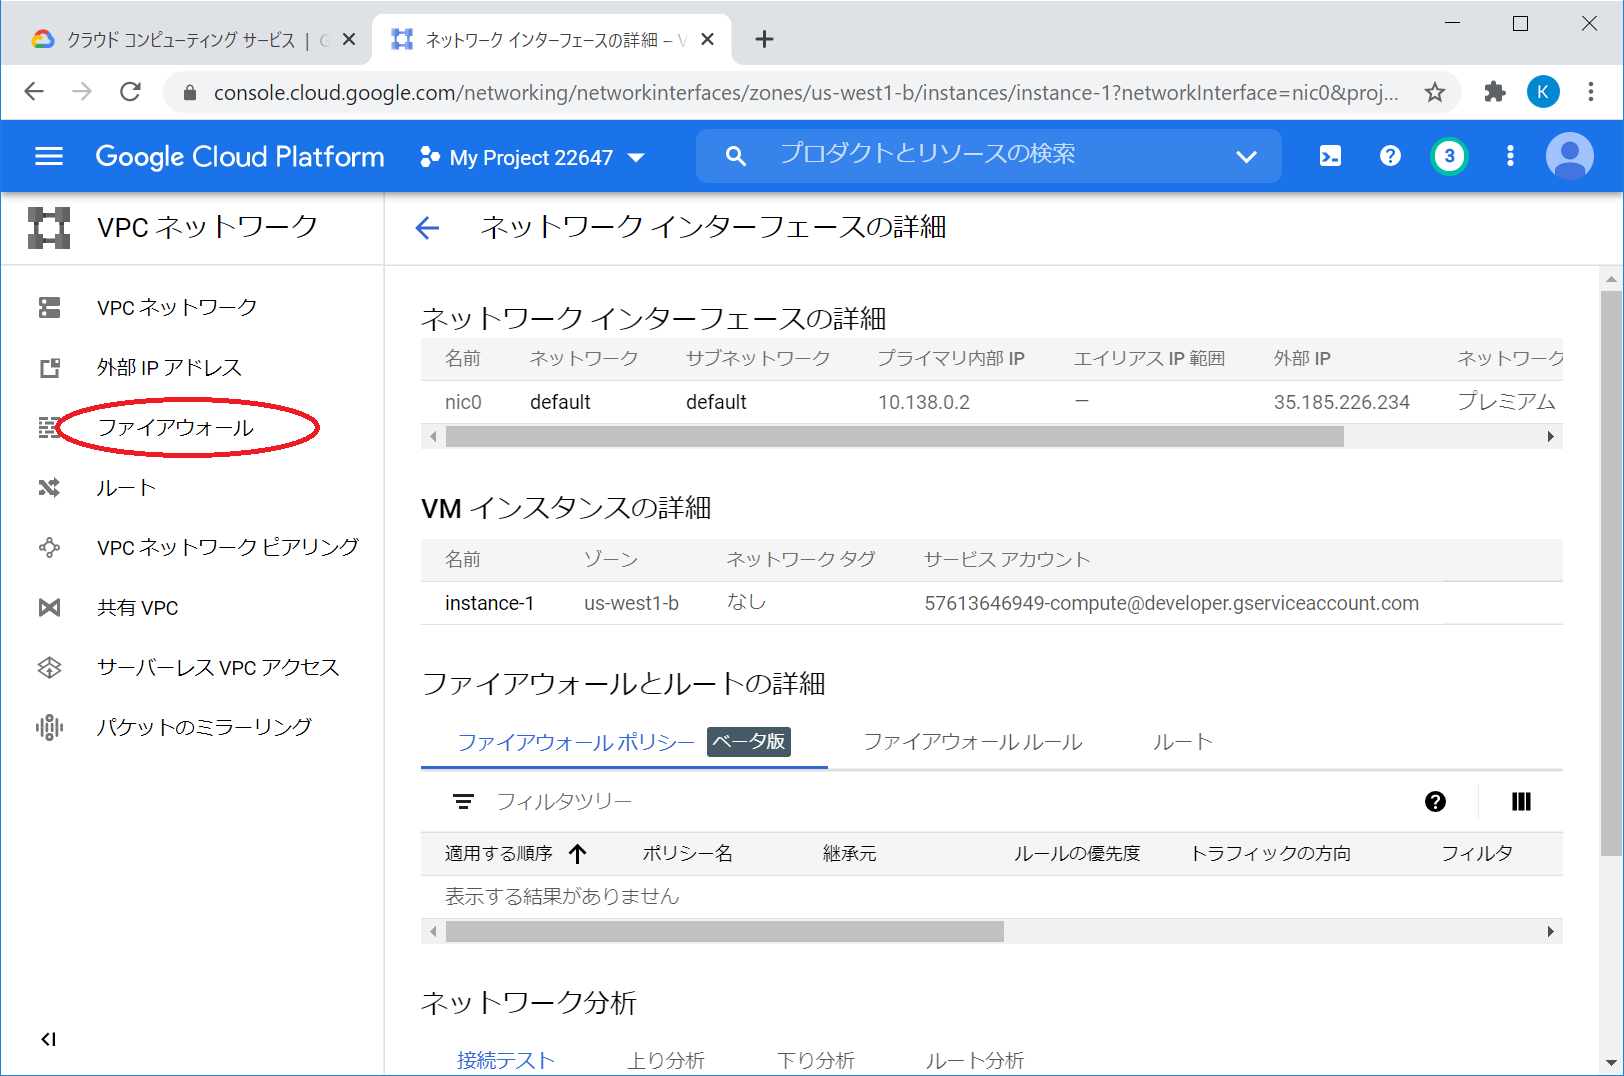 クラウド コンピューティング サービス | G
ネットワーク インターフェースの詳細 – V
console.cloud.google.com/networking/networkinterfaces/zones/us-west1-b/instances/instance-1?networkInterface=nic0&proj...
K
Google Cloud Platform
My Project 22647
プロダクトとリソースの検索
3
VPC ネットワーク
ネットワーク インターフェースの詳細
VPC ネットワーク
外部 IP アドレス
ファイアウォール
ルート
VPC ネットワーク ピアリング
共有 VPC
サーバーレス VPC アクセス
パケットのミラーリング
ネットワーク インターフェースの詳細
名前 ネットワーク サブネットワーク プライマリ内部 IP エイリアス IP 範囲 外部 IP ネットワーク
nic0 default default 10.138.0.2 — 35.185.226.234 プレミアム
VM インスタンスの詳細
名前 ゾーン ネットワーク タグ サービス アカウント
instance-1 us-west1-b なし 57613646949-compute@developer.gserviceaccount.com
ファイアウォールとルートの詳細
ファイアウォール ポリシー ベータ版 ファイアウォール ルール ルート
フィルタツリー
適用する順序 ポリシー名 継承元 ルールの優先度 トラフィックの方向 フィルタ
表示する結果がありません
ネットワーク分析
接続テスト 上り分析 下り分析 ルート分析